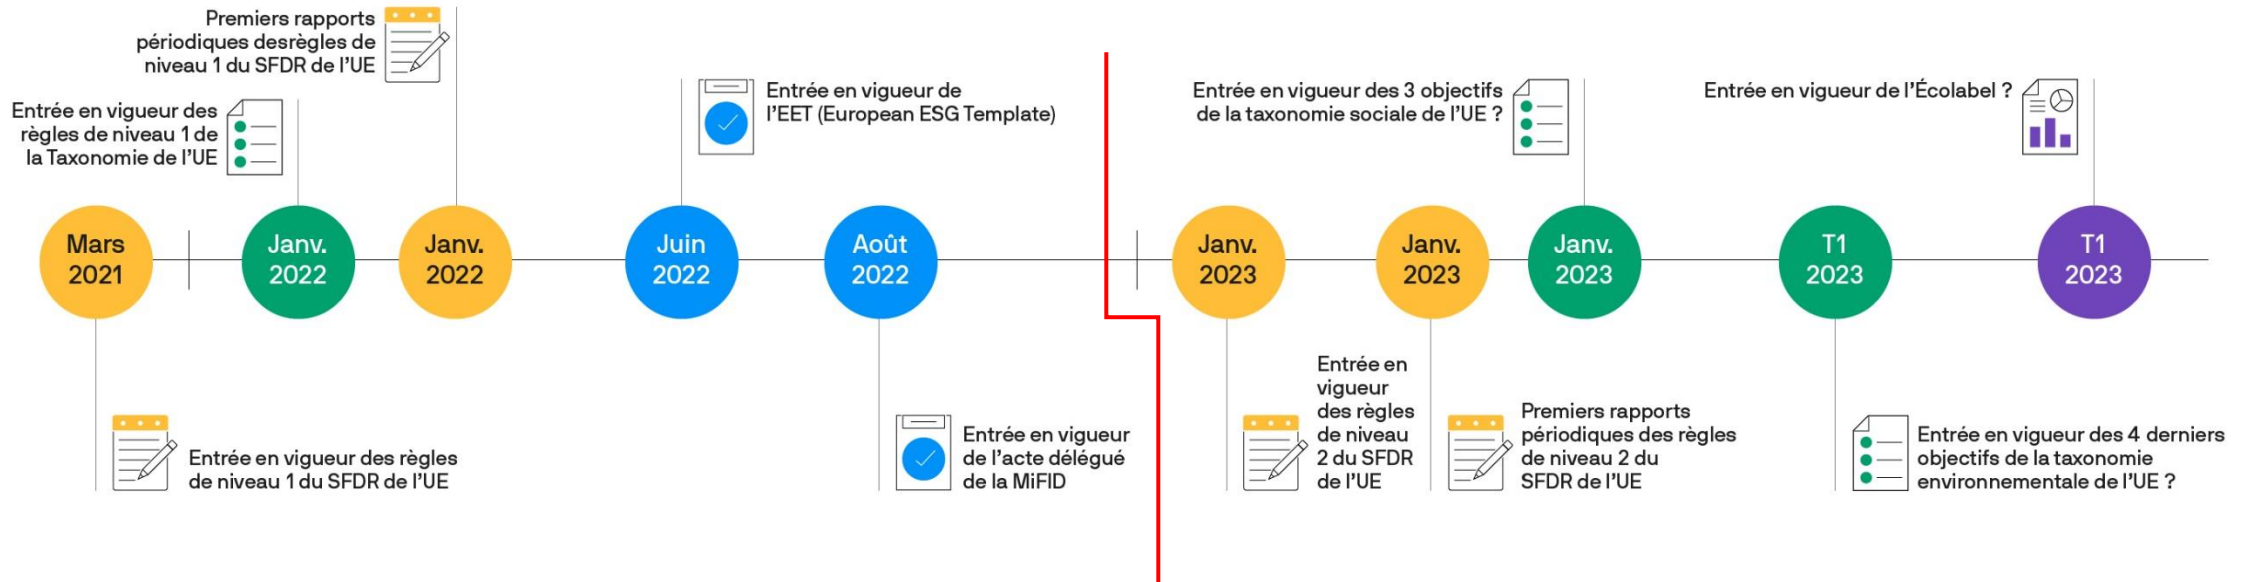 Premiers rapports
périodiques desrègles de
niveau 1 du SFDR de l'UE
Entrée en vigueur des
règles de niveau 1 de
la Taxonomie de l'UE
Entrée en vigueur de
l'EET (European ESG Template)
Entrée en vigueur des 3 objectifs
de la taxonomie sociale de l'UE ?
Entrée en vigueur de l'Écolabel ?
Mars
2021
Janv.
2022
Janv.
2022
Juin
2022
Août
2022
Janv.
2023
Janv.
2023
Janv.
2023
T1
2023
T1
2023
Entrée en vigueur des règles
de niveau 1 du SFDR de l'UE
Entrée en vigueur
de l'acte délégué
de la MiFID
Entrée en
vigueur
des règles
de niveau
2 du SFDR
de l'UE
Premiers rapports
périodiques des règles
de niveau 2 du
SFDR de l'UE
Entrée en vigueur des 4 derniers
objectifs de la taxonomie
environnementale de l'UE ?